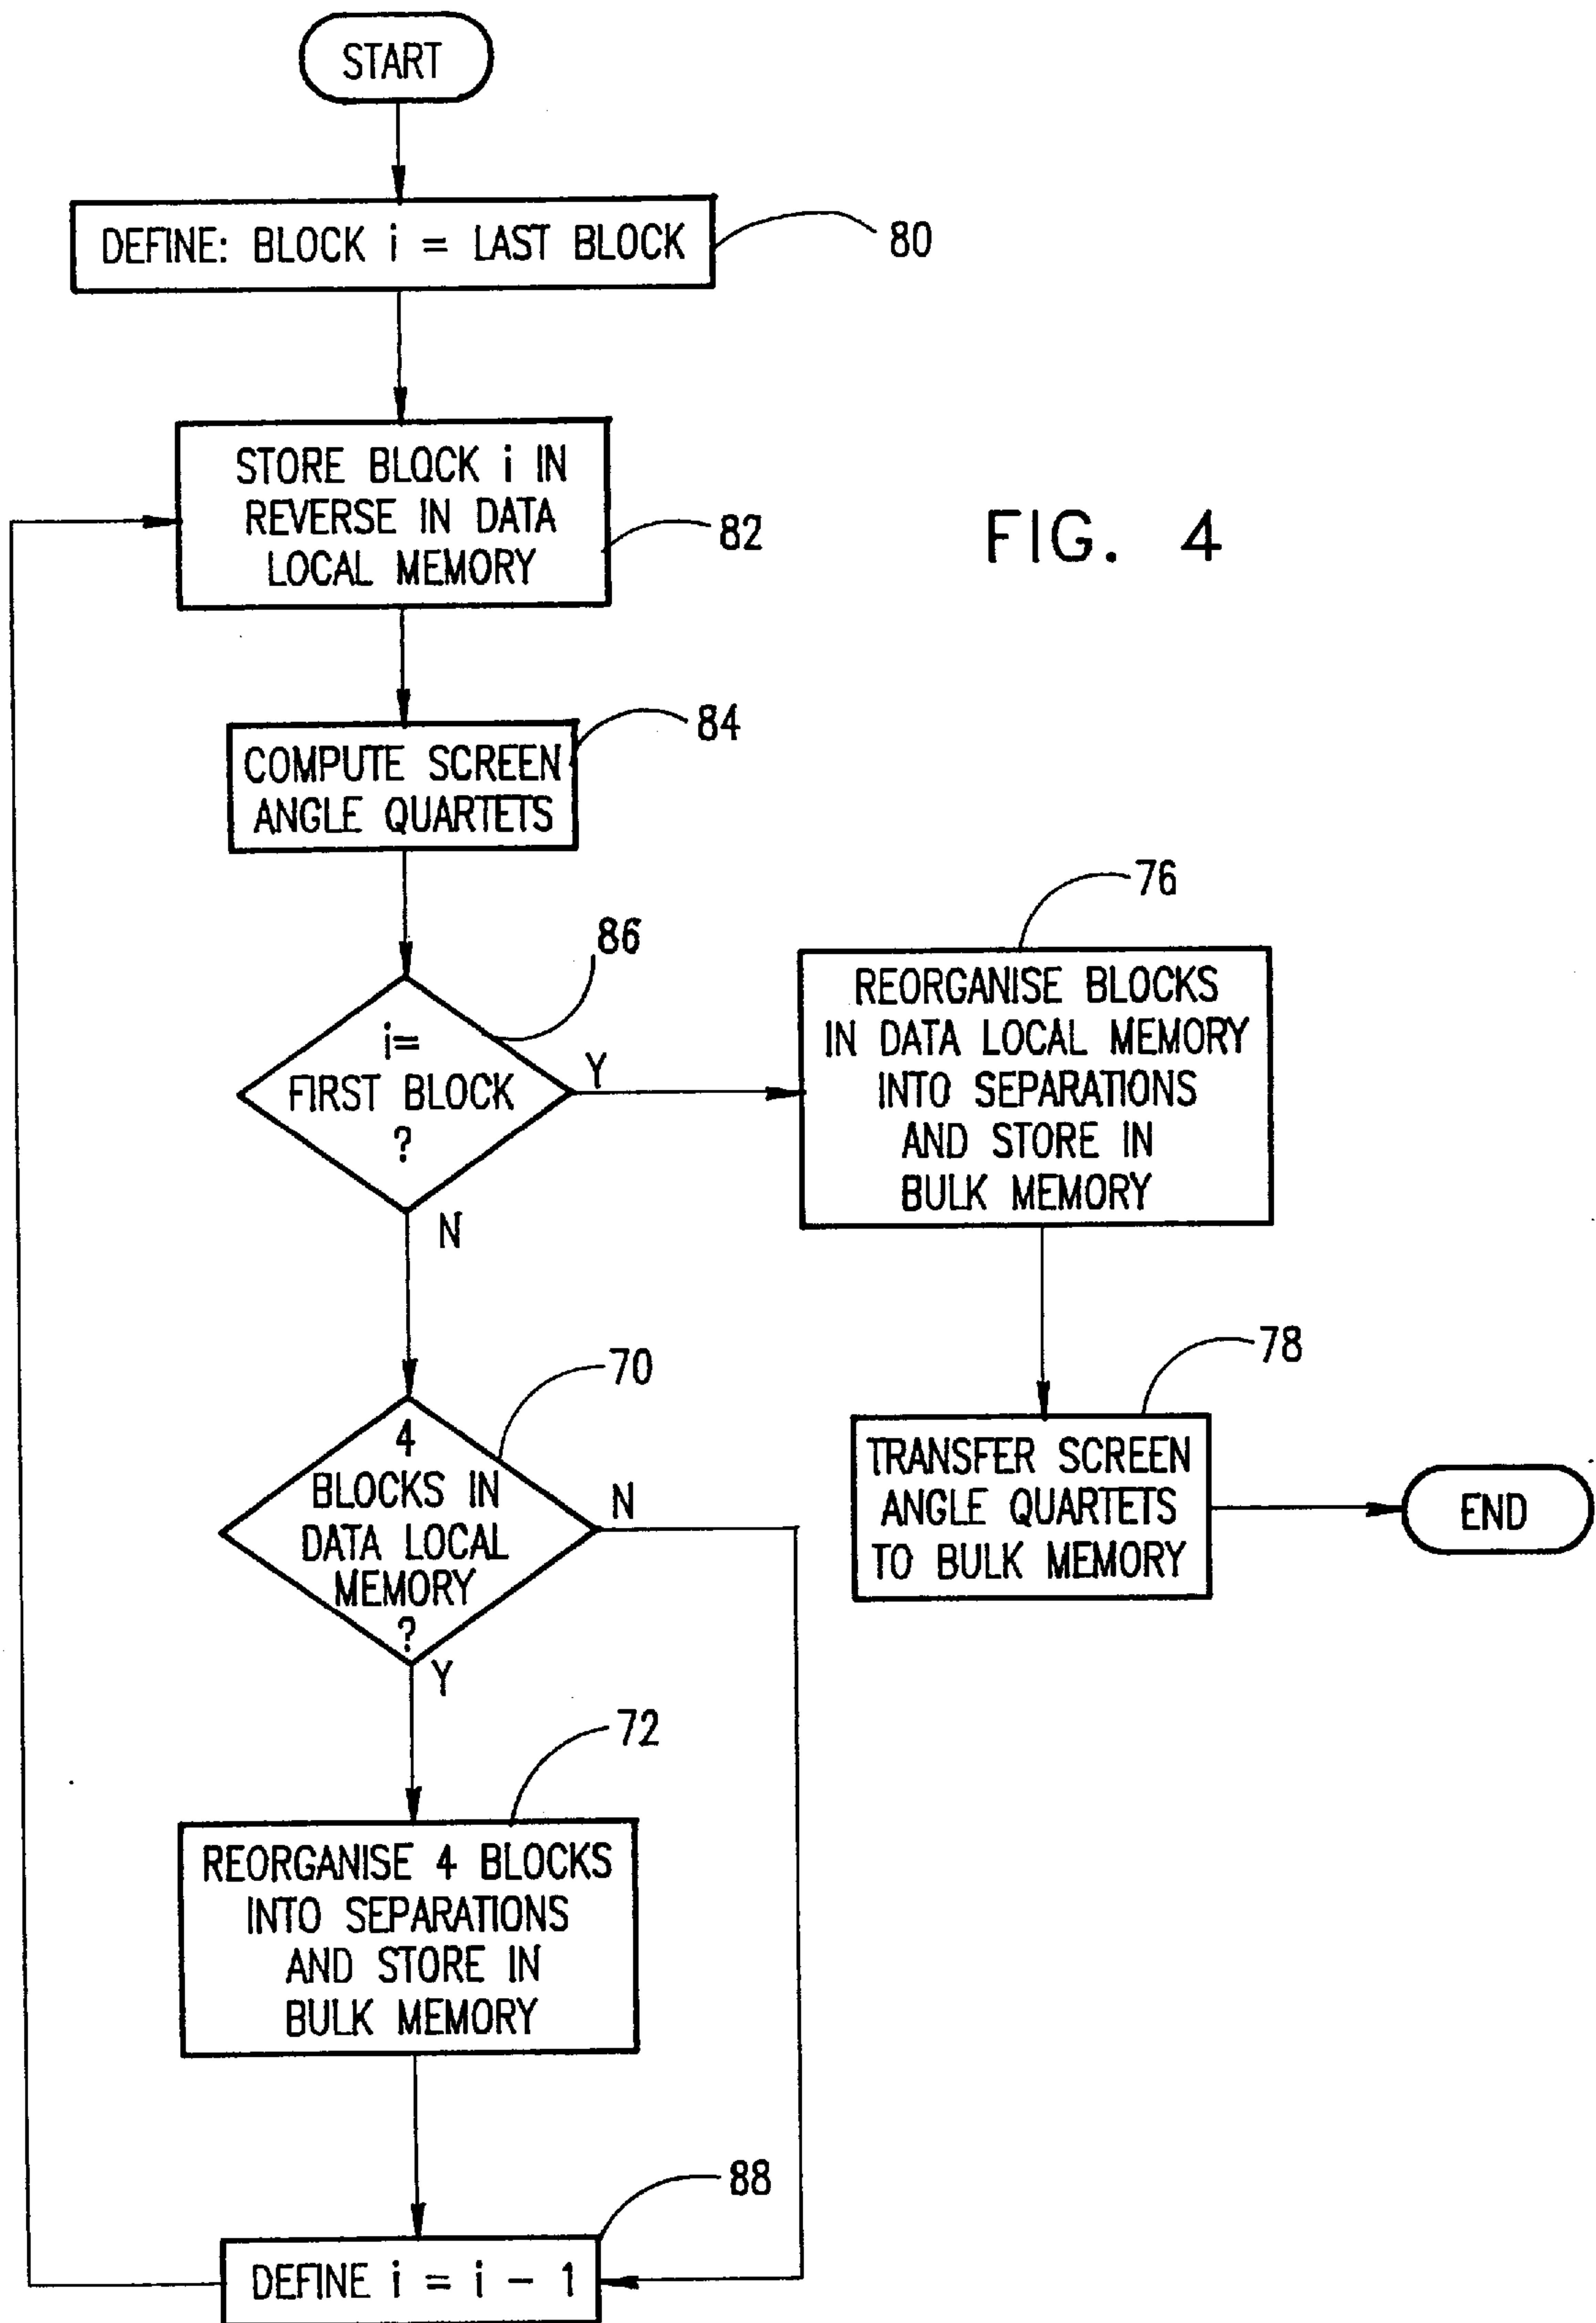 START
DEFINE: BLOCK i = LAST BLOCK
80
STORE BLOCK i IN
REVERSE IN DATA
LOCAL MEMORY
82
FIG. 4
COMPUTE SCREEN
ANGLE QUARTETS
84
i=
FIRST BLOCK
?
86
Y
N
REORGANISE BLOCKS
IN DATA LOCAL MEMORY
INTO SEPARATIONS
AND STORE IN
BULK MEMORY
76
TRANSFER SCREEN
ANGLE QUARTETS
TO BULK MEMORY
78
END
4
BLOCKS IN
DATA LOCAL
MEMORY
?
70
N
Y
REORGANISE 4 BLOCKS
INTO SEPARATIONS
AND STORE IN
BULK MEMORY
72
DEFINE i = i - 1
88